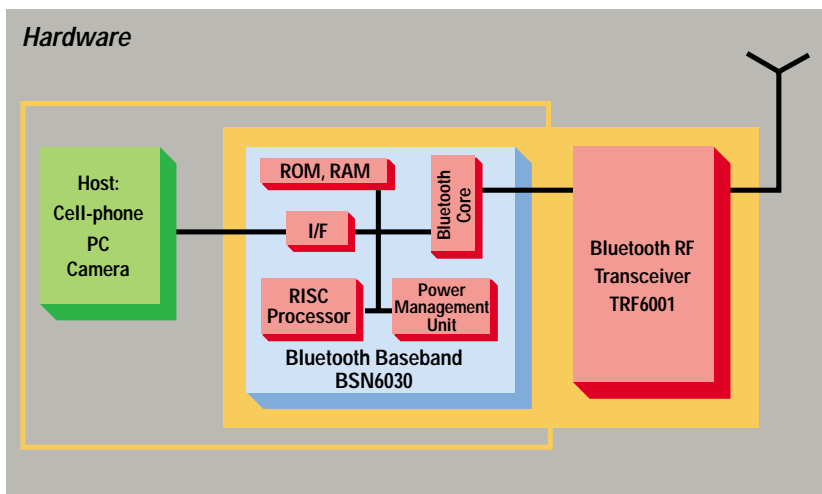 Hardware
Host:
Cell-phone
PC
Camera
ROM, RAM
I/F
Bluetooth
Core
RISC
Processor
Power
Management
Unit
Bluetooth Baseband
BSN6030
Bluetooth RF
Transceiver
TRF6001